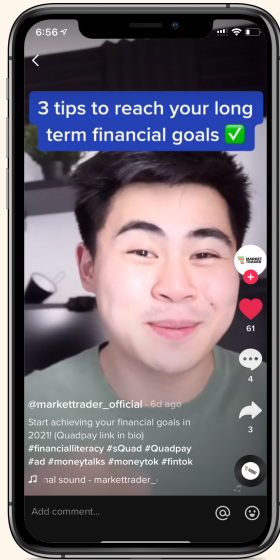 6:56
3 tips to reach your long
term financial goals ✅
MARKET
TRADER
61
4
3
@markettrader_official · 6d ago
Start achieving your financial goals in
2021! (Quadpay link in bio)
#financialliteracy #sQuad #Quadpay
#ad #moneytalks #moneytok #fintok
nal sound - markettrader_
Add comment...